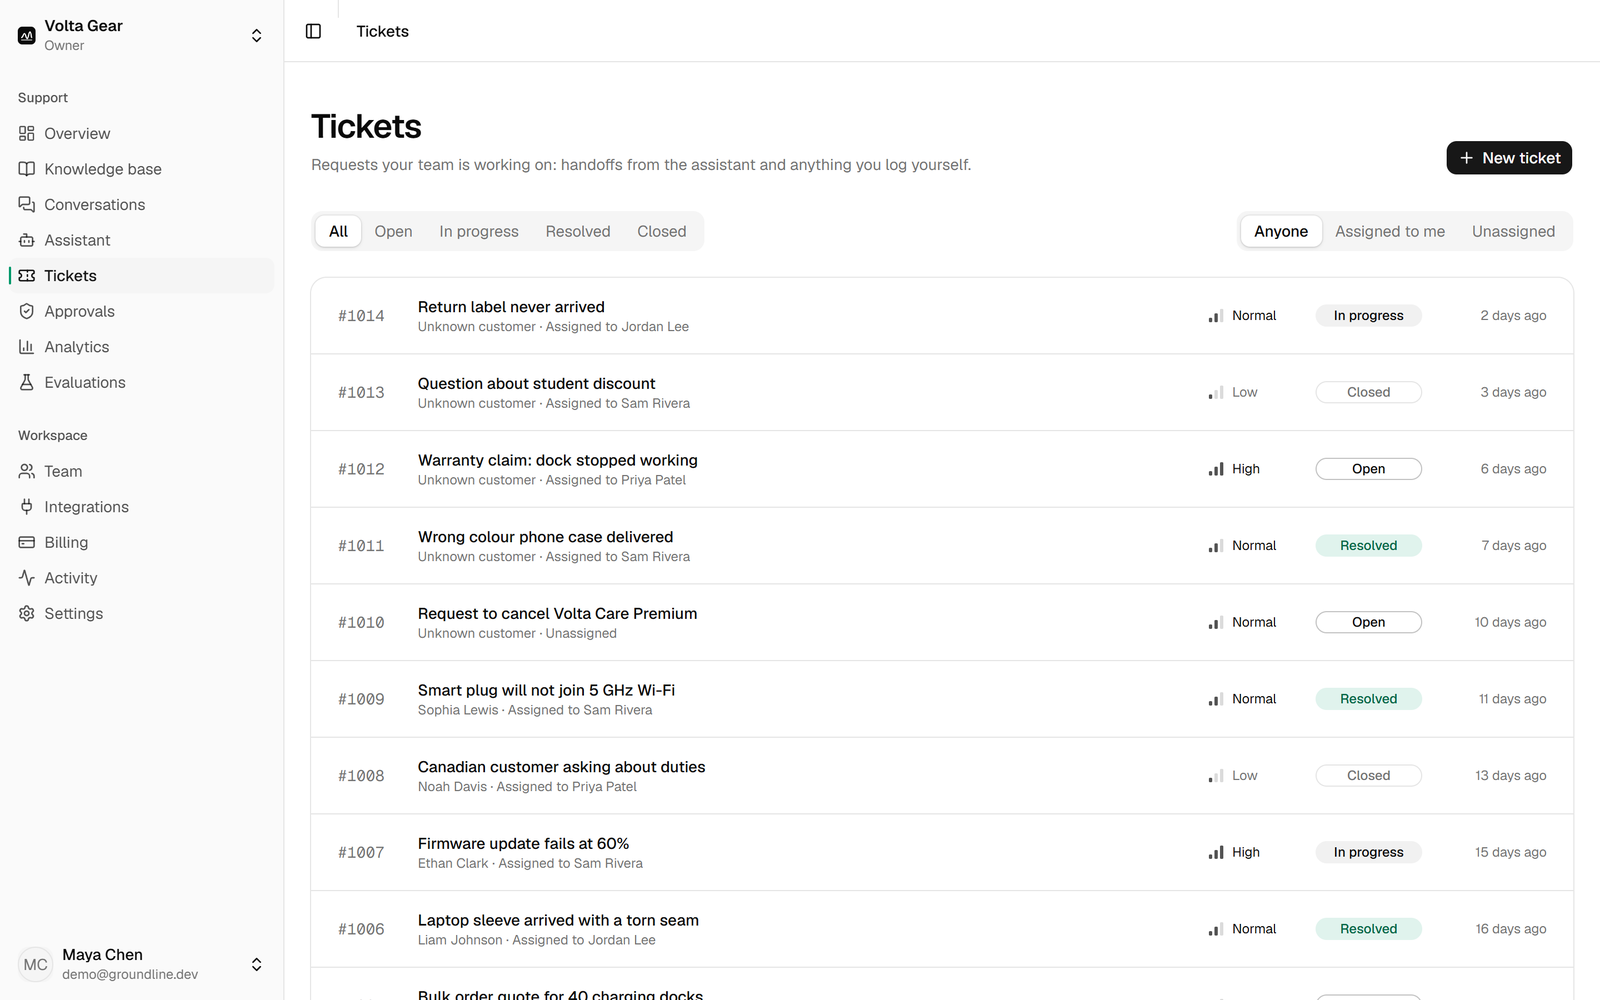 Volta Gear
Owner
Support
Overview
Knowledge base
Conversations
Assistant
Tickets
Approvals
Analytics
Evaluations
Workspace
Team
Integrations
Billing
Activity
Settings
MC
Maya Chen
demo@groundline.dev
Tickets
Tickets
Requests your team is working on: handoffs from the assistant and anything you log yourself.
New ticket
All Open In progress Resolved Closed
Anyone Assigned to me Unassigned
#1014 Return label never arrived Normal In progress 2 days ago
Unknown customer · Assigned to Jordan Lee
#1013 Question about student discount Low Closed 3 days ago
Unknown customer · Assigned to Sam Rivera
#1012 Warranty claim: dock stopped working High Open 6 days ago
Unknown customer · Assigned to Priya Patel
#1011 Wrong colour phone case delivered Normal Resolved 7 days ago
Unknown customer · Assigned to Sam Rivera
#1010 Request to cancel Volta Care Premium Normal Open 10 days ago
Unknown customer · Unassigned
#1009 Smart plug will not join 5 GHz Wi-Fi Normal Resolved 11 days ago
Sophia Lewis · Assigned to Sam Rivera
#1008 Canadian customer asking about duties Low Closed 13 days ago
Noah Davis · Assigned to Priya Patel
#1007 Firmware update fails at 60% High In progress 15 days ago
Ethan Clark · Assigned to Sam Rivera
#1006 Laptop sleeve arrived with a torn seam Normal Resolved 16 days ago
Liam Johnson · Assigned to Jordan Lee
Bulk order quote for 40 charging docks